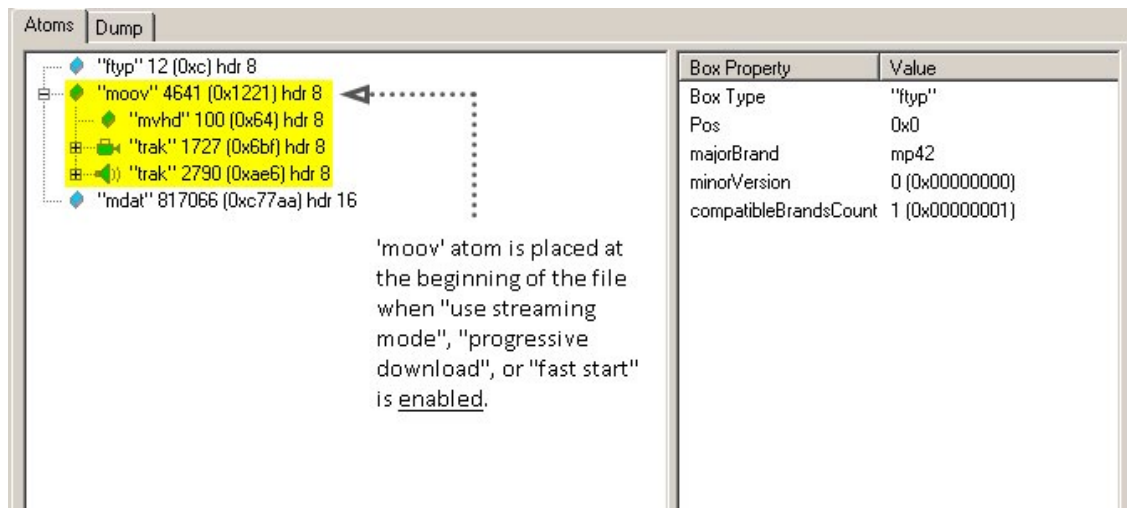 Atoms Dump
"ftyp" 12 (0xc) hdr 8
"moov" 4641 (0x1221) hdr 8
"mvhd" 100 (0x64) hdr 8
"trak" 1727 (0x6bf) hdr 8
"trak" 2790 (0xae6) hdr 8
"mdat" 817066 (0xc77aa) hdr 16
'moov' atom is placed at
the beginning of the file
when "use streaming
mode", "progressive
download", or "fast start"
is enabled.
Box Property Value
Box Type "ftyp"
Pos 0x0
majorBrand mp42
minorVersion 0 (0x00000000)
compatibleBrandsCount 1 (0x00000001)